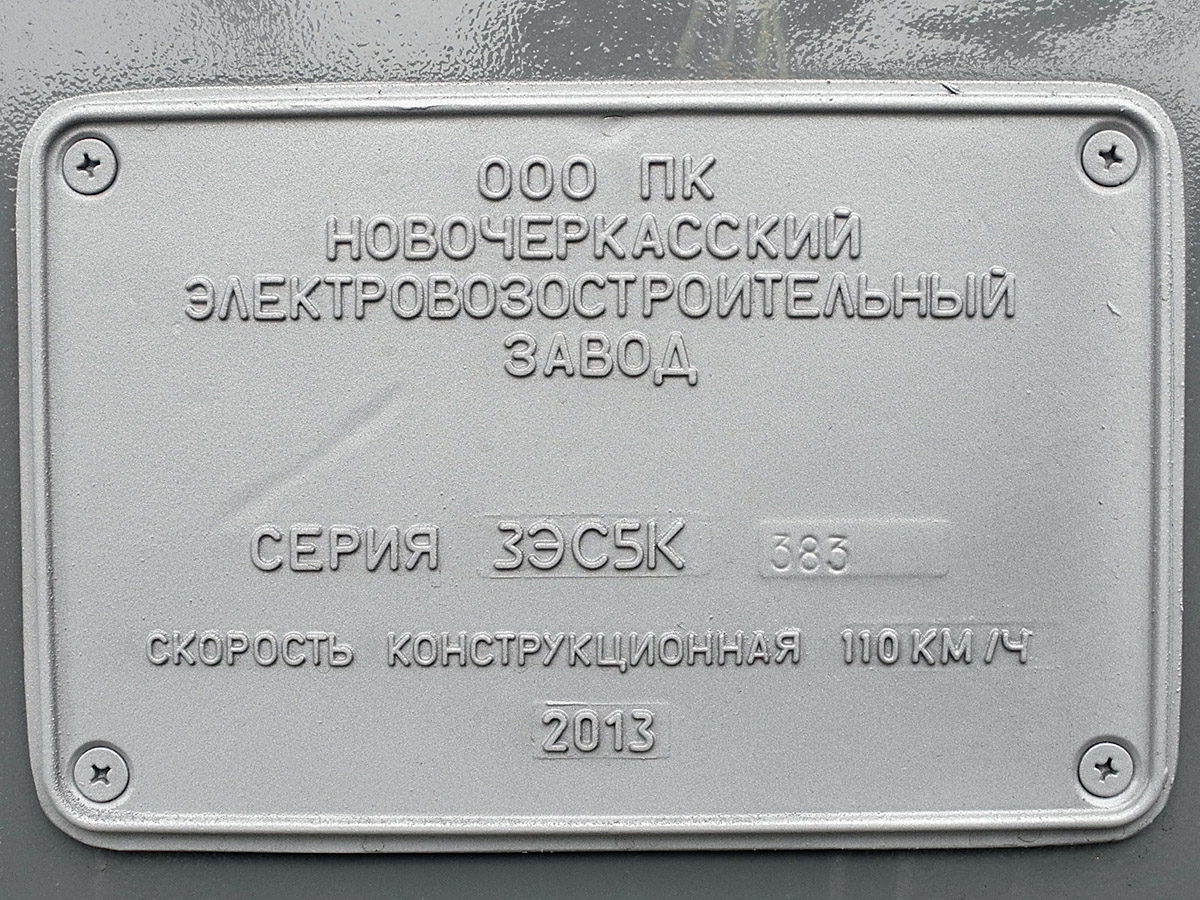 ООО ПК
НОВОЧЕРКАССКИЙ
ЭЛЕКТРОВОЗОСТРОИТЕЛЬНЫЙ
ЗАВОД
СЕРИЯ 3ЭС5К 383
СКОРОСТЬ КОНСТРУКЦИОННАЯ 110 КМ/Ч
2013